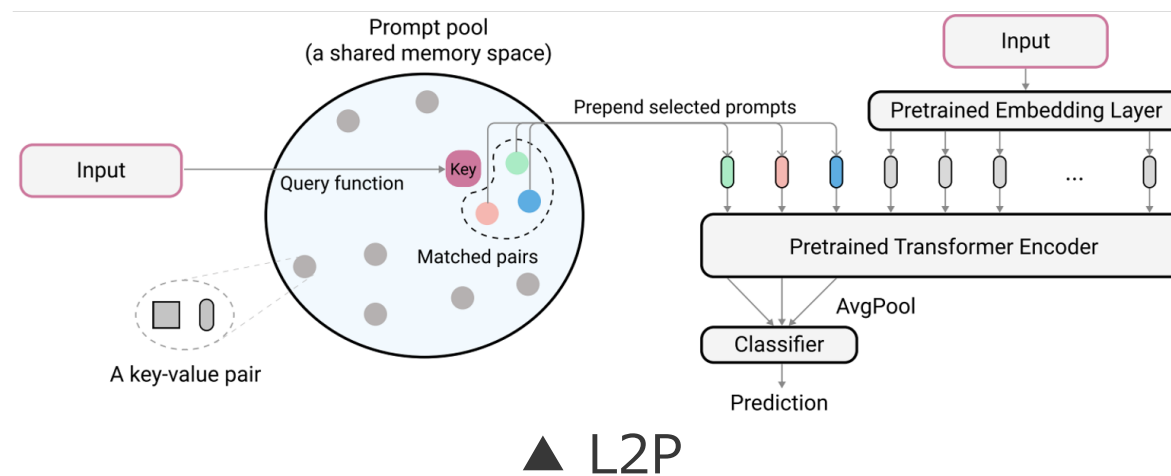 Prompt pool
(a shared memory space)
Input
Query function
Key
Matched pairs
A key-value pair
Prepend selected prompts
Input
Pretrained Embedding Layer
...
Pretrained Transformer Encoder
AvgPool
Classifier
Prediction
▲ L2P